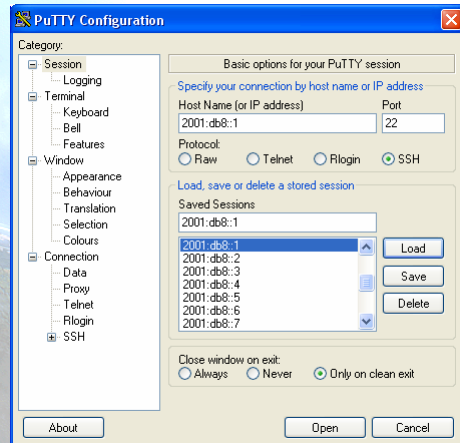 PuTTY Configuration
Category:
Session
Logging
Terminal
Keyboard
Bell
Features
Window
Appearance
Behaviour
Translation
Selection
Colours
Connection
Data
Proxy
Telnet
Rlogin
SSH
Basic options for your PuTTY session
Specify your connection by host name or IP address
Host Name (or IP address) Port
2001:db8::1 22
Protocol:
Raw Telnet Rlogin SSH
Load, save or delete a stored session
Saved Sessions
2001:db8::1
2001:db8::1 Load
2001:db8::2
2001:db8::3 Save
2001:db8::4
2001:db8::5 Delete
2001:db8::6
2001:db8::7
Close window on exit:
Always Never Only on clean exit
About Open Cancel